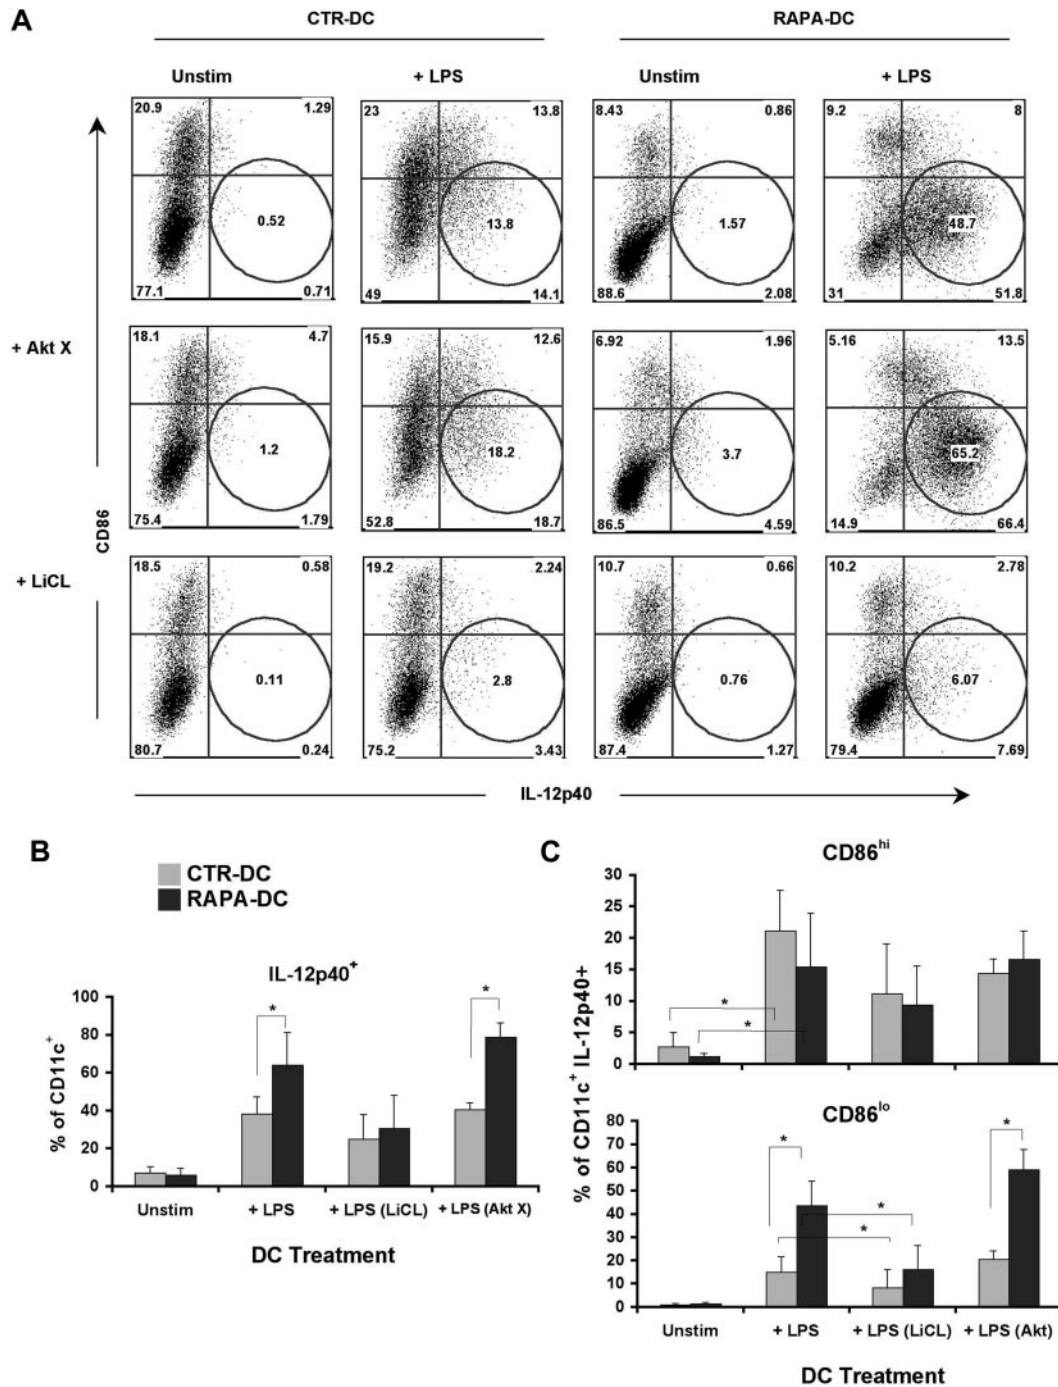 A
CTR-DC RAPA-DC
Unstim + LPS Unstim + LPS
20.9 1.29 23 13.8 8.43 0.86 9.2 8
0.52 13.8 1.57 48.7
77.1 0.71 49 14.1 88.6 2.08 31 51.8
+ Akt X
18.1 4.7 15.9 12.6 6.92 1.96 5.16 13.5
1.2 18.2 3.7 65.2
75.4 1.79 52.8 18.7 86.5 4.59 14.9 66.4
CD86
+ LiCL
18.5 0.58 19.2 2.24 10.7 0.66 10.2 2.78
0.11 2.8 0.76 6.07
80.7 0.24 75.2 3.43 87.4 1.27 79.4 7.69
IL-12p40
B
CTR-DC
RAPA-DC
IL-12p40+
% of CD11c+
100
80
60
40
20
0
* *
Unstim + LPS + LPS (LiCL) + LPS (Akt X)
DC Treatment
C
CD86hi
% of CD11c+ IL-12p40+
30
25
20
15
10
5
0
*
*
CD86lo
80
70
60
50
40
30
20
10
0
* *
*
*
Unstim + LPS + LPS (LiCL) + LPS (Akt)
DC Treatment